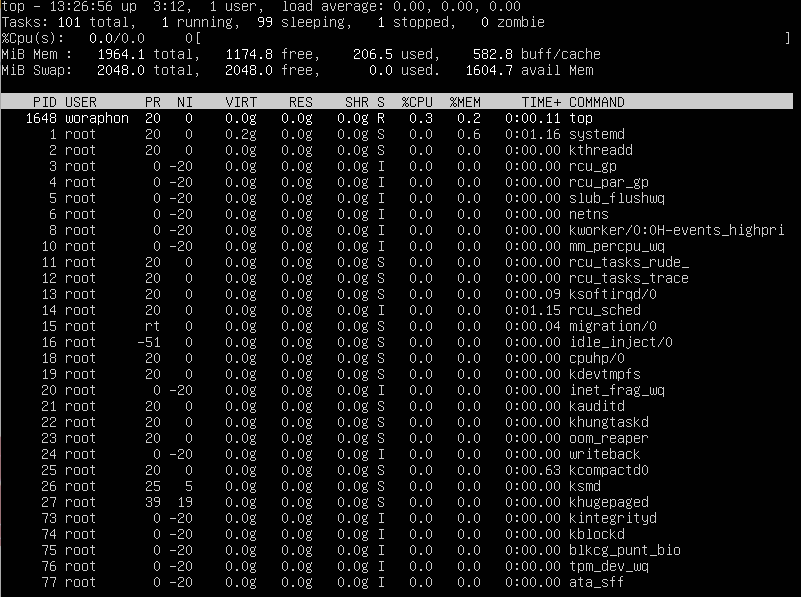 top - 13:26:56 up  3:12,  1 user,  load average: 0.00, 0.00, 0.00
Tasks: 101 total,   1 running,  99 sleeping,   1 stopped,   0 zombie
%Cpu(s):   0.0/0.0     0[                                                                         ]
MiB Mem :   1964.1 total,   1174.8 free,    206.5 used,    582.8 buff/cache
MiB Swap:   2048.0 total,   2048.0 free,      0.0 used.   1604.7 avail Mem
    PID USER      PR  NI    VIRT    RES    SHR S  %CPU  %MEM     TIME+ COMMAND
   1648 woraphon  20   0    0.0g   0.0g   0.0g R   0.3   0.2   0:00.11 top
      1 root      20   0    0.2g   0.0g   0.0g S   0.0   0.6   0:01.16 systemd
      2 root      20   0    0.0g   0.0g   0.0g S   0.0   0.0   0:00.00 kthreadd
      3 root       0 -20    0.0g   0.0g   0.0g I   0.0   0.0   0:00.00 rcu_gp
      4 root       0 -20    0.0g   0.0g   0.0g I   0.0   0.0   0:00.00 rcu_par_gp
      5 root       0 -20    0.0g   0.0g   0.0g I   0.0   0.0   0:00.00 slub_flushwq
      6 root       0 -20    0.0g   0.0g   0.0g I   0.0   0.0   0:00.00 netns
      8 root       0 -20    0.0g   0.0g   0.0g I   0.0   0.0   0:00.00 kworker/0:0H-events_highpri
     10 root       0 -20    0.0g   0.0g   0.0g I   0.0   0.0   0:00.00 mm_percpu_wq
     11 root      20   0    0.0g   0.0g   0.0g S   0.0   0.0   0:00.00 rcu_tasks_rude_
     12 root      20   0    0.0g   0.0g   0.0g S   0.0   0.0   0:00.00 rcu_tasks_trace
     13 root      20   0    0.0g   0.0g   0.0g S   0.0   0.0   0:00.09 ksoftirqd/0
     14 root      20   0    0.0g   0.0g   0.0g I   0.0   0.0   0:01.15 rcu_sched
     15 root      rt   0    0.0g   0.0g   0.0g S   0.0   0.0   0:00.04 migration/0
     16 root     -51   0    0.0g   0.0g   0.0g S   0.0   0.0   0:00.00 idle_inject/0
     18 root      20   0    0.0g   0.0g   0.0g S   0.0   0.0   0:00.00 cpuhp/0
     19 root      20   0    0.0g   0.0g   0.0g S   0.0   0.0   0:00.00 kdevtmpfs
     20 root       0 -20    0.0g   0.0g   0.0g I   0.0   0.0   0:00.00 inet_frag_wq
     21 root      20   0    0.0g   0.0g   0.0g S   0.0   0.0   0:00.00 kauditd
     22 root      20   0    0.0g   0.0g   0.0g S   0.0   0.0   0:00.00 khungtaskd
     23 root      20   0    0.0g   0.0g   0.0g S   0.0   0.0   0:00.00 oom_reaper
     24 root       0 -20    0.0g   0.0g   0.0g I   0.0   0.0   0:00.00 writeback
     25 root      20   0    0.0g   0.0g   0.0g S   0.0   0.0   0:00.63 kcompactd0
     26 root      25   5    0.0g   0.0g   0.0g S   0.0   0.0   0:00.00 ksmd
     27 root      39  19    0.0g   0.0g   0.0g S   0.0   0.0   0:00.00 khugepaged
     73 root       0 -20    0.0g   0.0g   0.0g I   0.0   0.0   0:00.00 kintegrityd
     74 root       0 -20    0.0g   0.0g   0.0g I   0.0   0.0   0:00.00 kblockd
     75 root       0 -20    0.0g   0.0g   0.0g I   0.0   0.0   0:00.00 blkcg_punt_bio
     76 root       0 -20    0.0g   0.0g   0.0g I   0.0   0.0   0:00.00 tpm_dev_wq
     77 root       0 -20    0.0g   0.0g   0.0g I   0.0   0.0   0:00.00 ata_sff